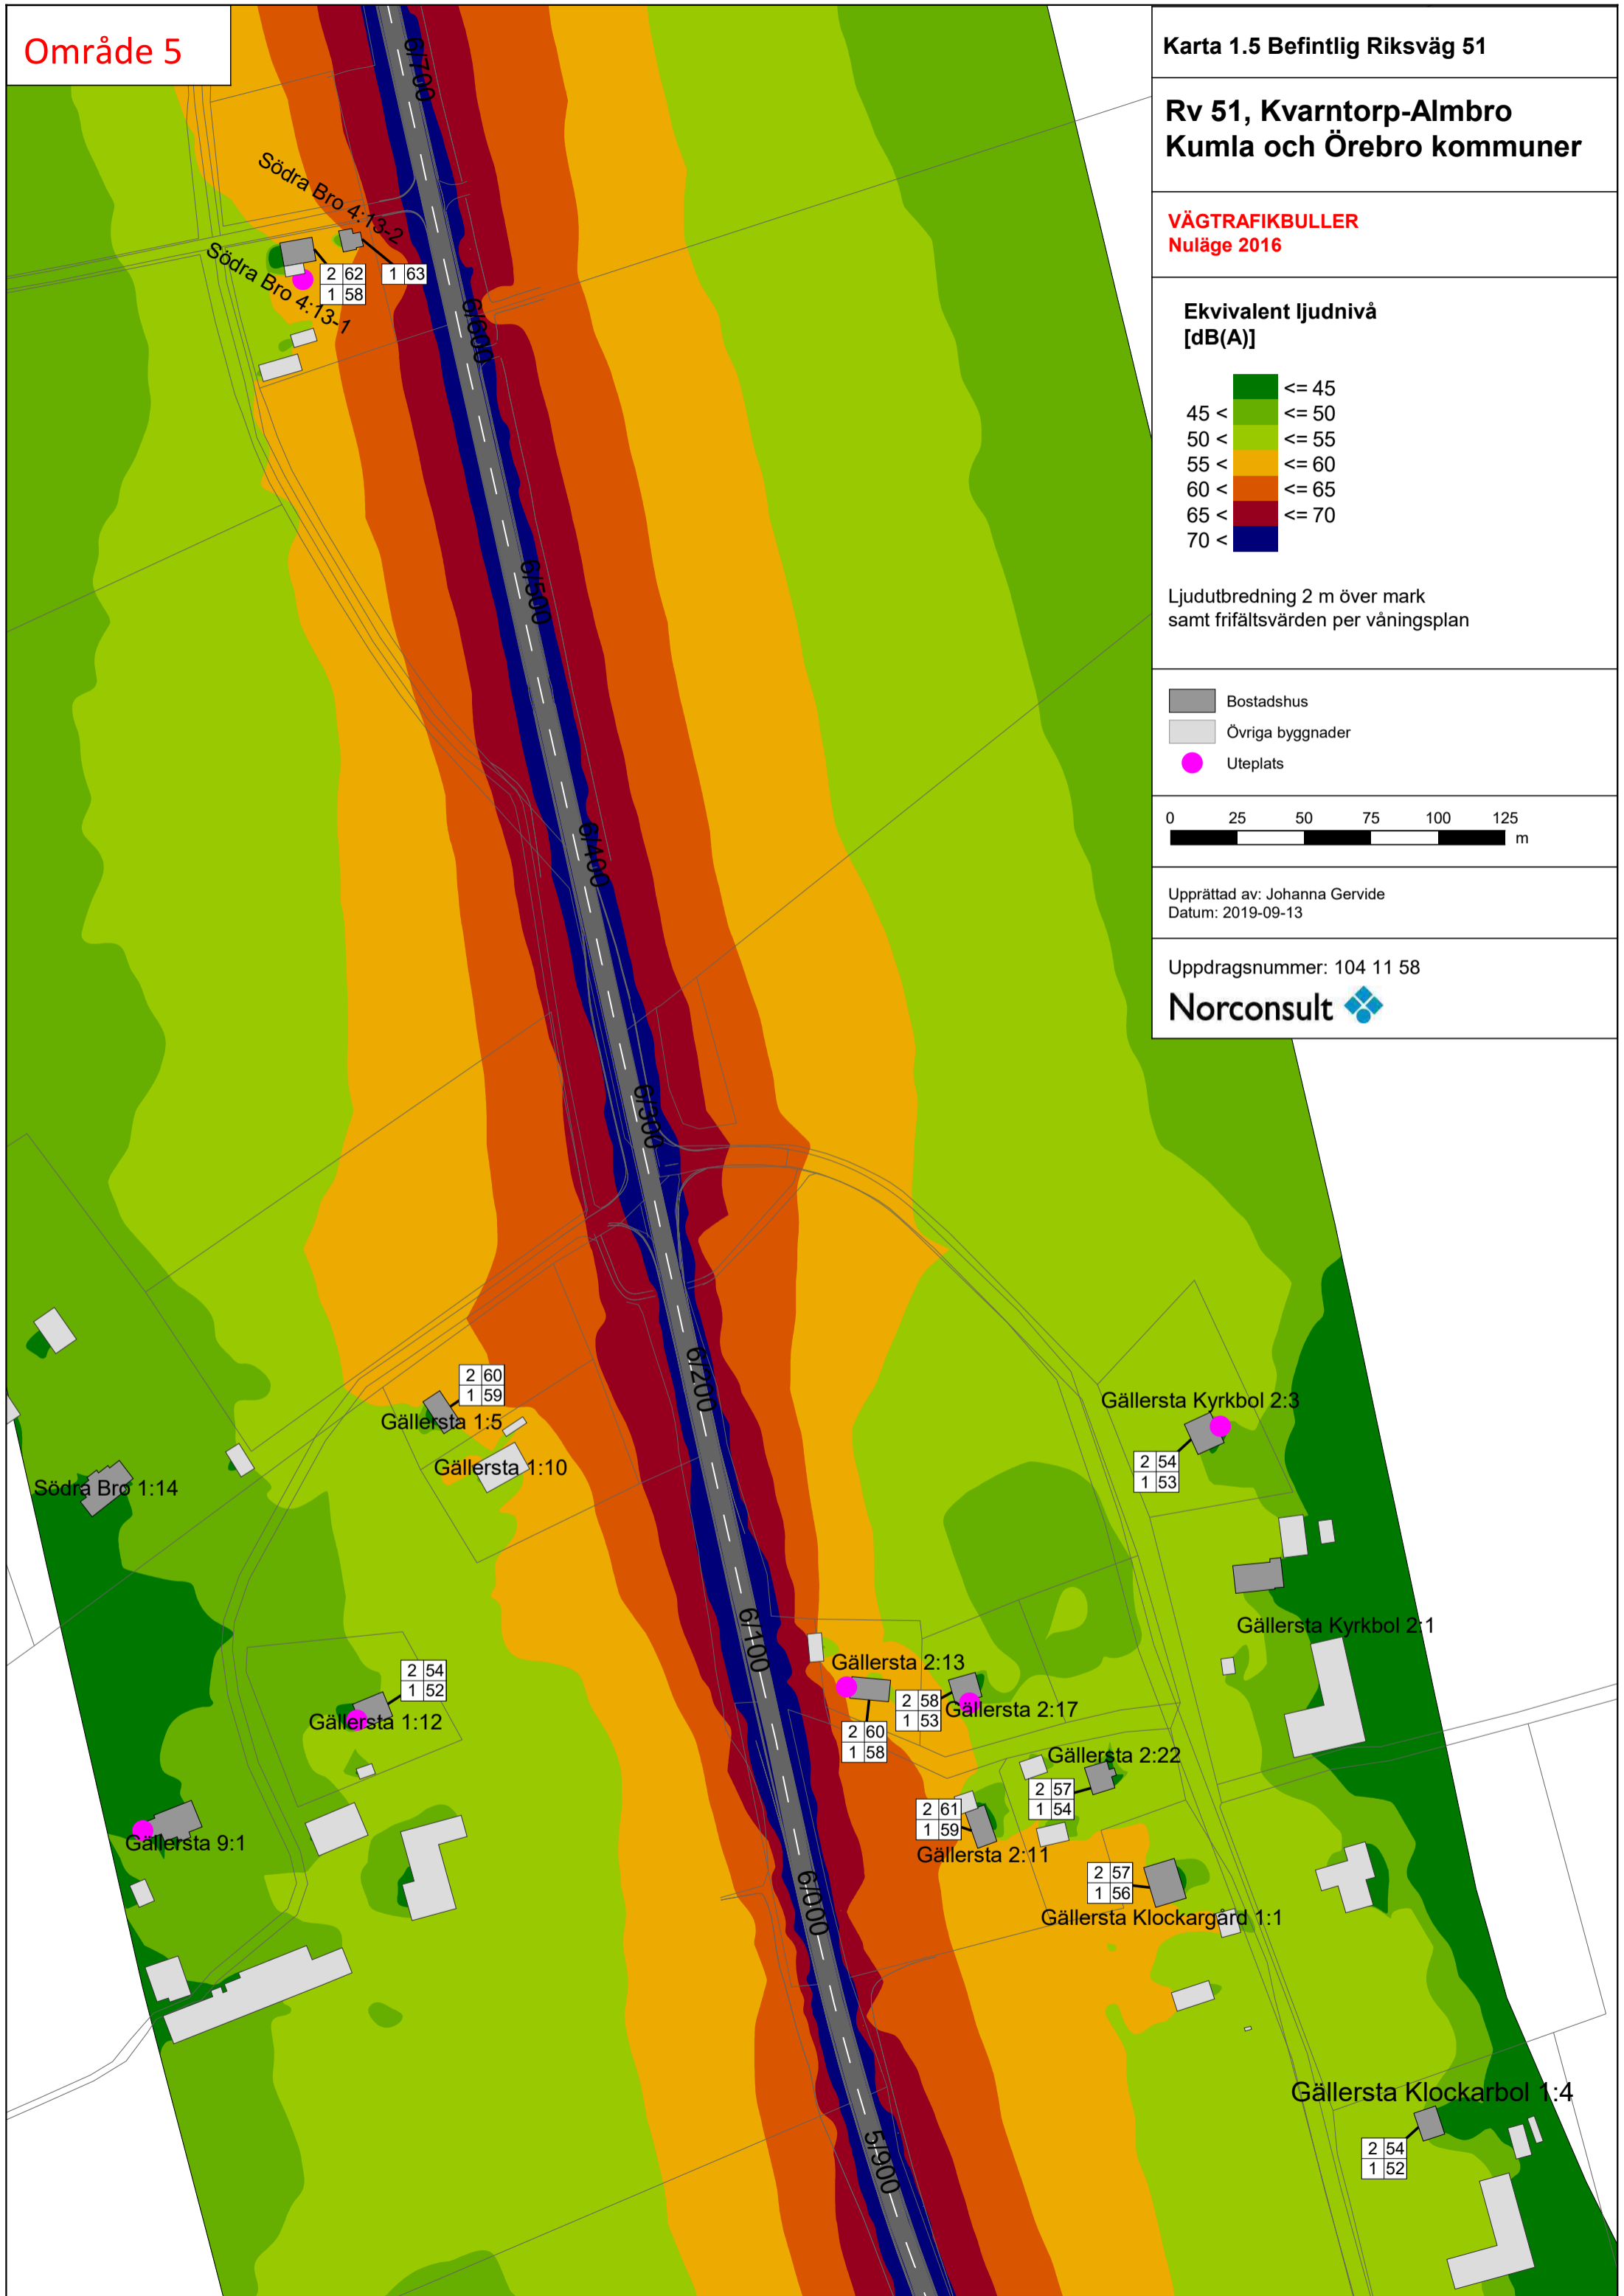 Område 5
Karta 1.5 Befintlig Riksväg 51
Rv 51, Kvarntorp-Almbro
Kumla och Örebro kommuner
VÄGTRAFIKBULLER
Nuläge 2016
Ekvivalent ljudnivå
[dB(A)]
<= 45
45 < <= 50
50 < <= 55
55 < <= 60
60 < <= 65
65 < <= 70
70 <
Ljudutbredning 2 m över mark
samt frifältsvärden per våningsplan
Bostadshus
Övriga byggnader
Uteplats
0 25 50 75 100 125
m
Upprättad av: Johanna Gervide
Datum: 2019-09-13
Uppdragsnummer: 104 11 58
Norconsult
6/700
Södra Bro 4:13-2
1 63
Södra Bro 4:13-1
2 62
1 58
6/600
6/500
6/400
6/300
6/200
2 60
1 59
Gällersta 1:5
Gällersta 1:10
Södra Bro 1:14
Gällersta Kyrkbol 2:3
2 54
1 53
Gällersta Kyrkbol 2:1
6/100
2 54
1 52
Gällersta 1:12
Gällersta 2:13
2 60
1 58
2 58
1 53
Gällersta 2:17
Gällersta 2:22
2 57
1 54
2 61
1 59
Gällersta 2:11
Gällersta 9:1
2 57
1 56
Gällersta Klockargård 1:1
6/000
Gällersta Klockarbol 1:4
2 54
1 52
5/900